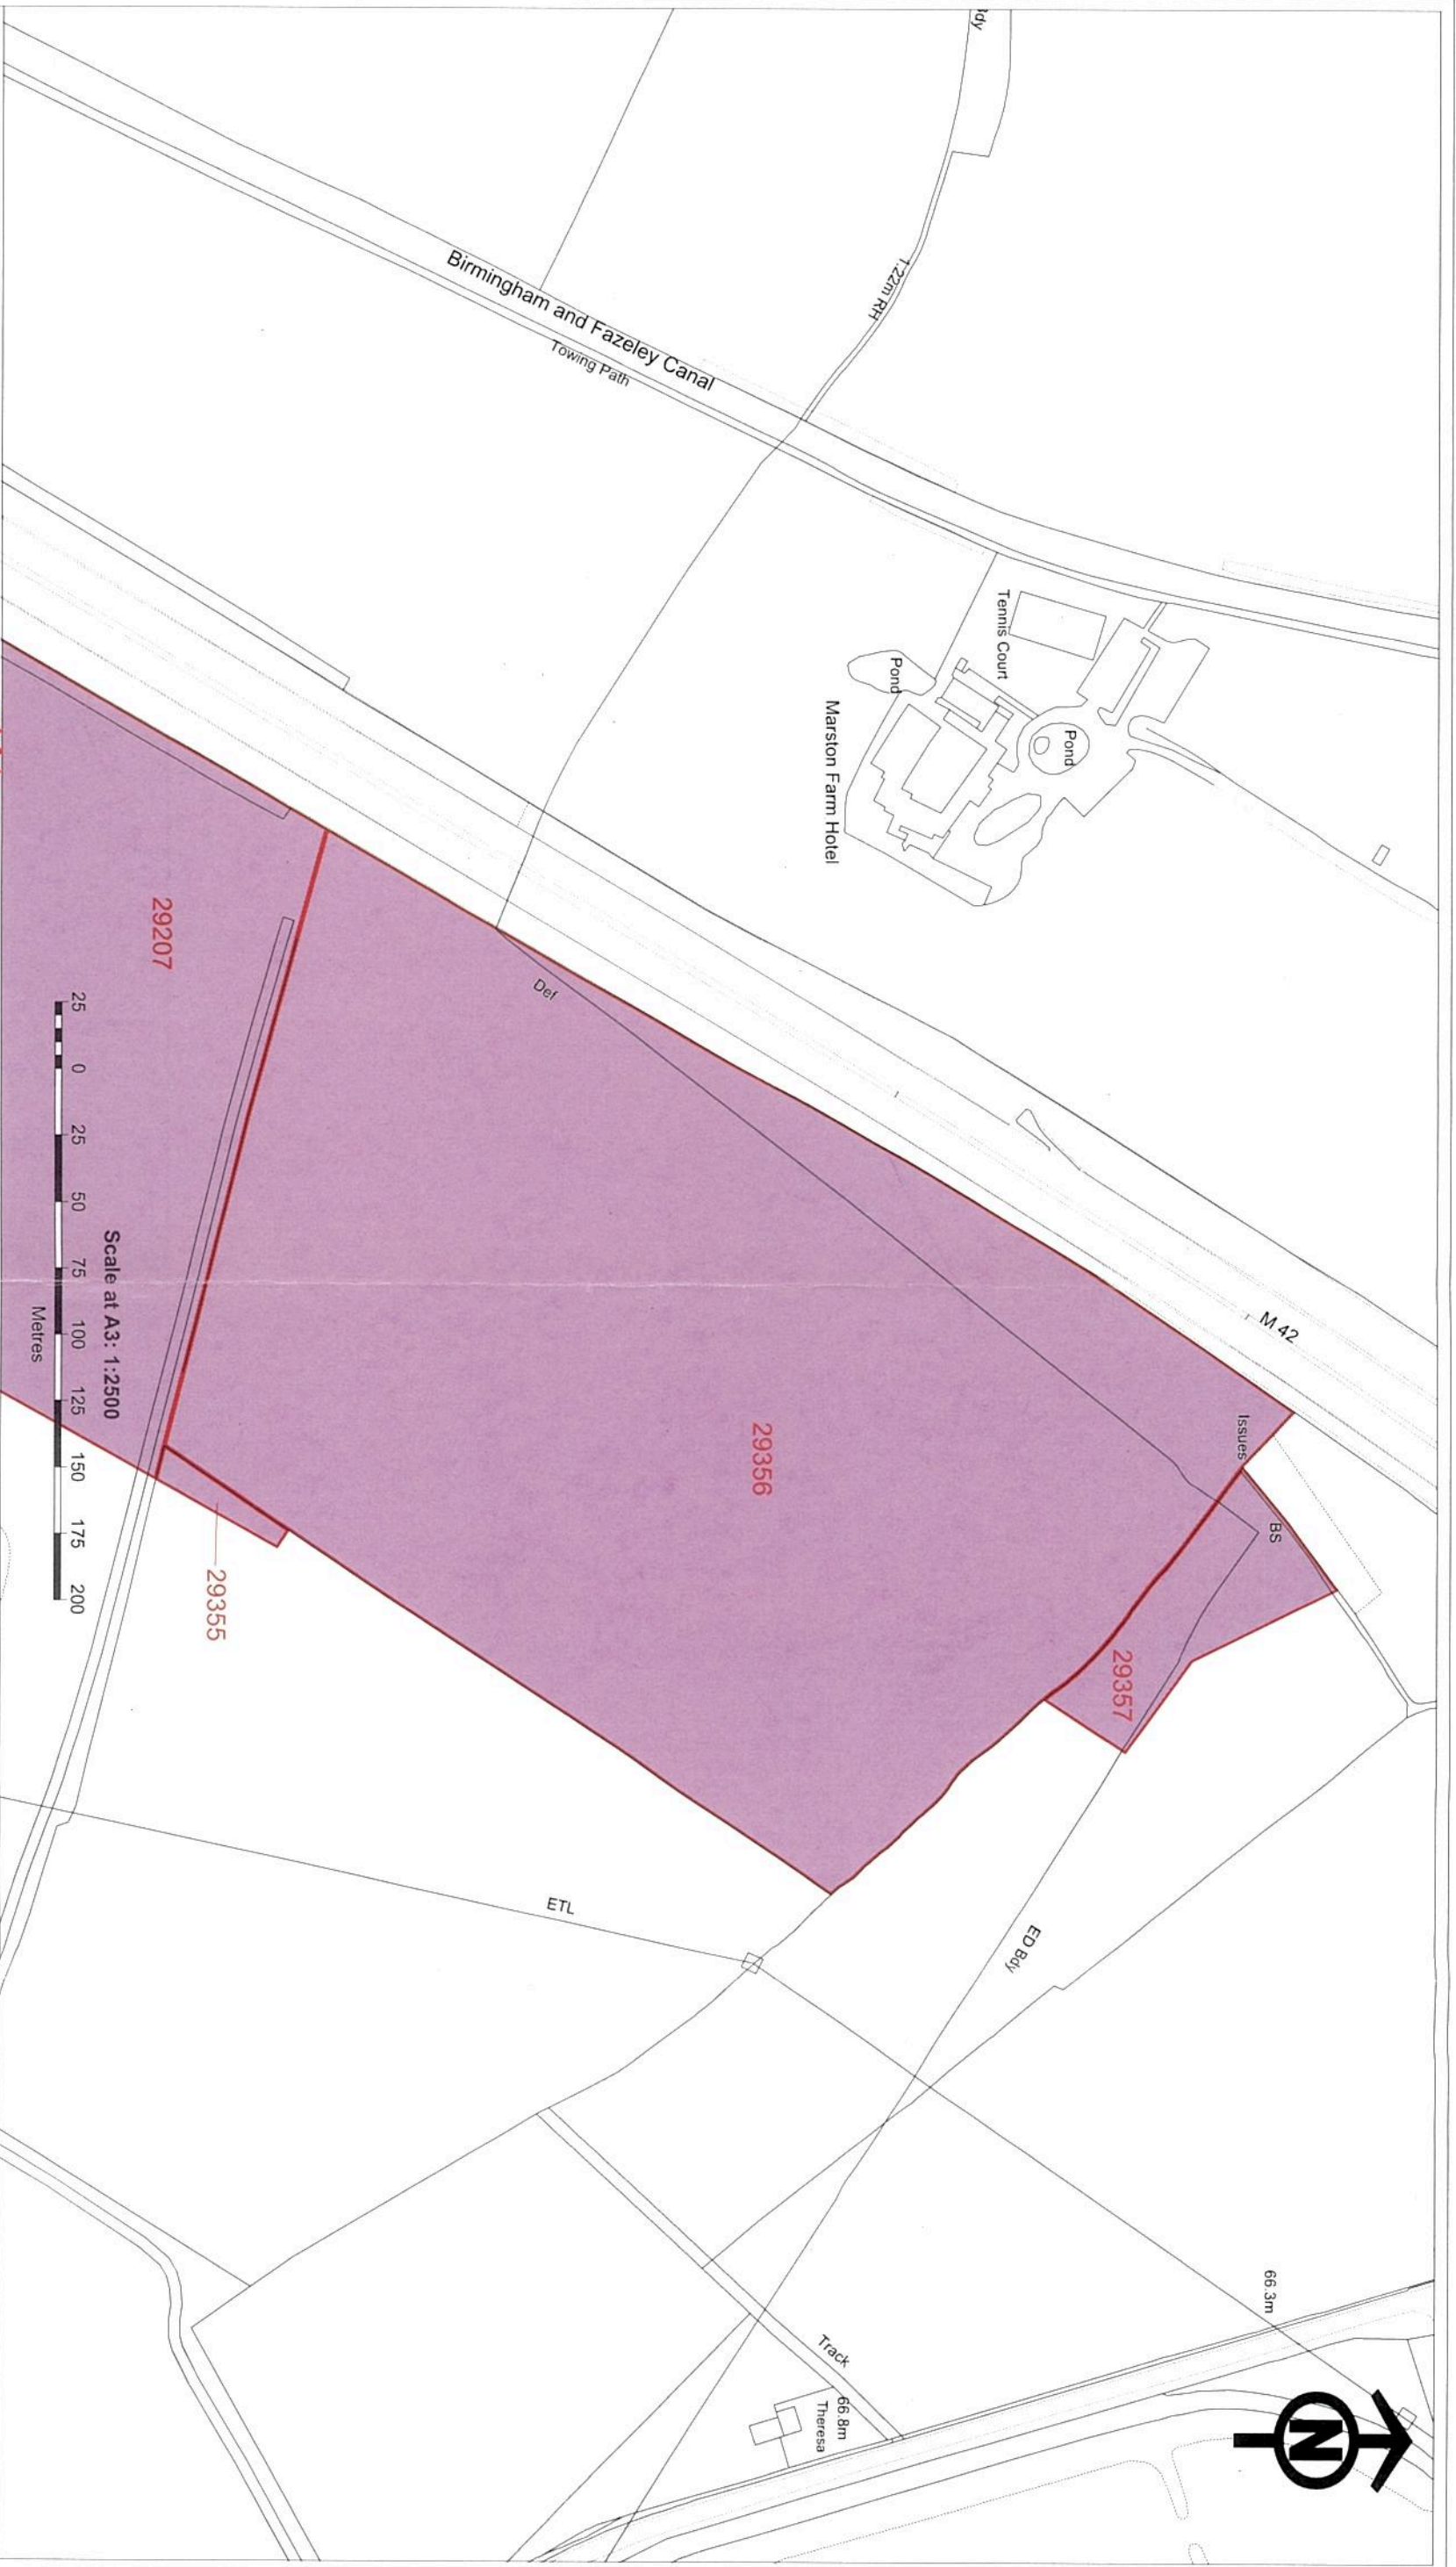 Bdy
1.22m RH
Birmingham and Fazeley Canal
Towing Path
Tennis Court
Pond
Pond
Marston Farm Hotel
M 42
Issues
BS
Def
29207
29356
29357
29355
ETL
ED Bdy
Track
66.3m
66.8m
Theresa
N
Scale at A3: 1:2500
25 0 25 50 75 100 125 150 175 200
Metres